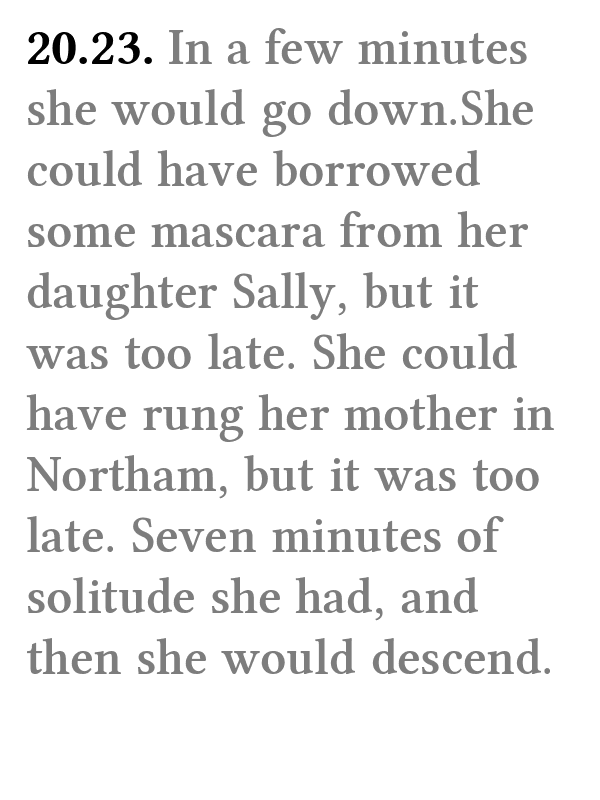 20.23. In a few minutes
she would go down.She
could have borrowed
some mascara from her
daughter Sally, but it
was too late. She could
have rung her mother in
Northam, but it was too
late. Seven minutes of
solitude she had, and
then she would descend.